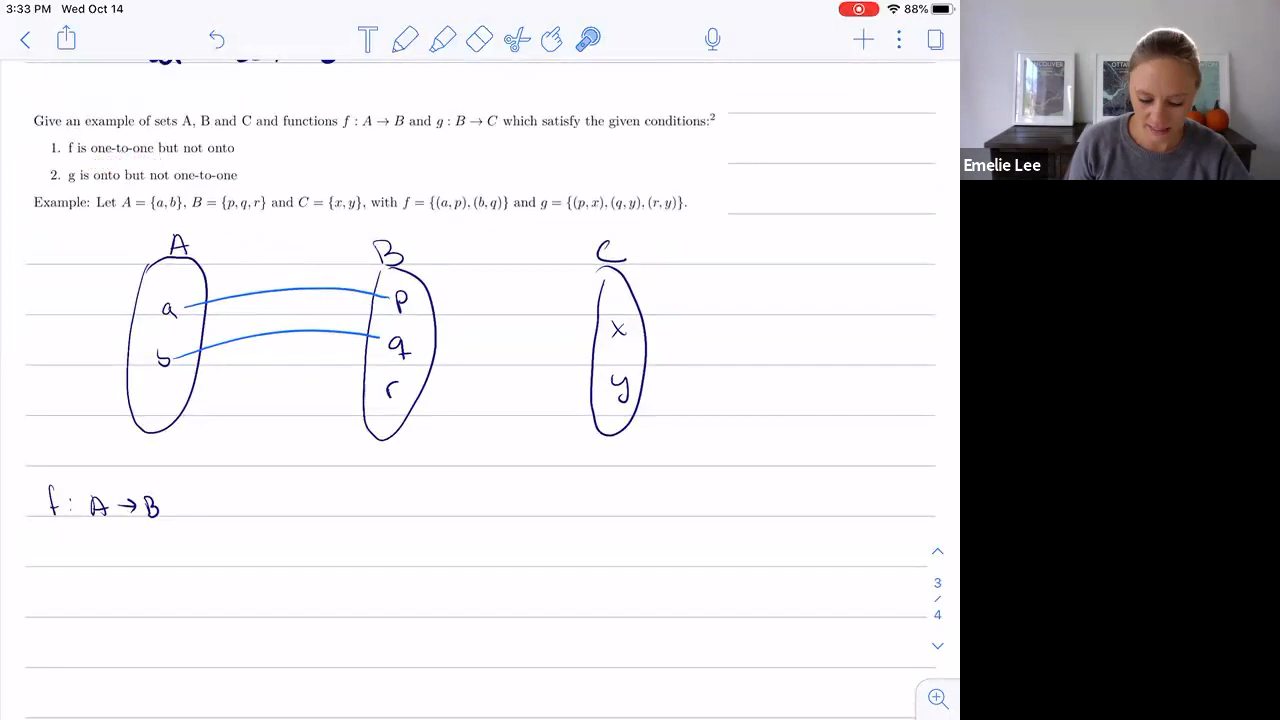 3:33 PM Wed Oct 14
88%
Give an example of sets A, B and C and functions f : A → B and g : B → C which satisfy the given conditions:²
1. f is one-to-one but not onto
2. g is onto but not one-to-one
Example: Let A = {a, b}, B = {p, q, r} and C = {x, y}, with f = {(a, p), (b, q)} and g = {(p, x), (q, y), (r, y)}.
A B C
a p x
b q y
r
f: A → B
3
/
4
Emelie Lee
VANCOUVER